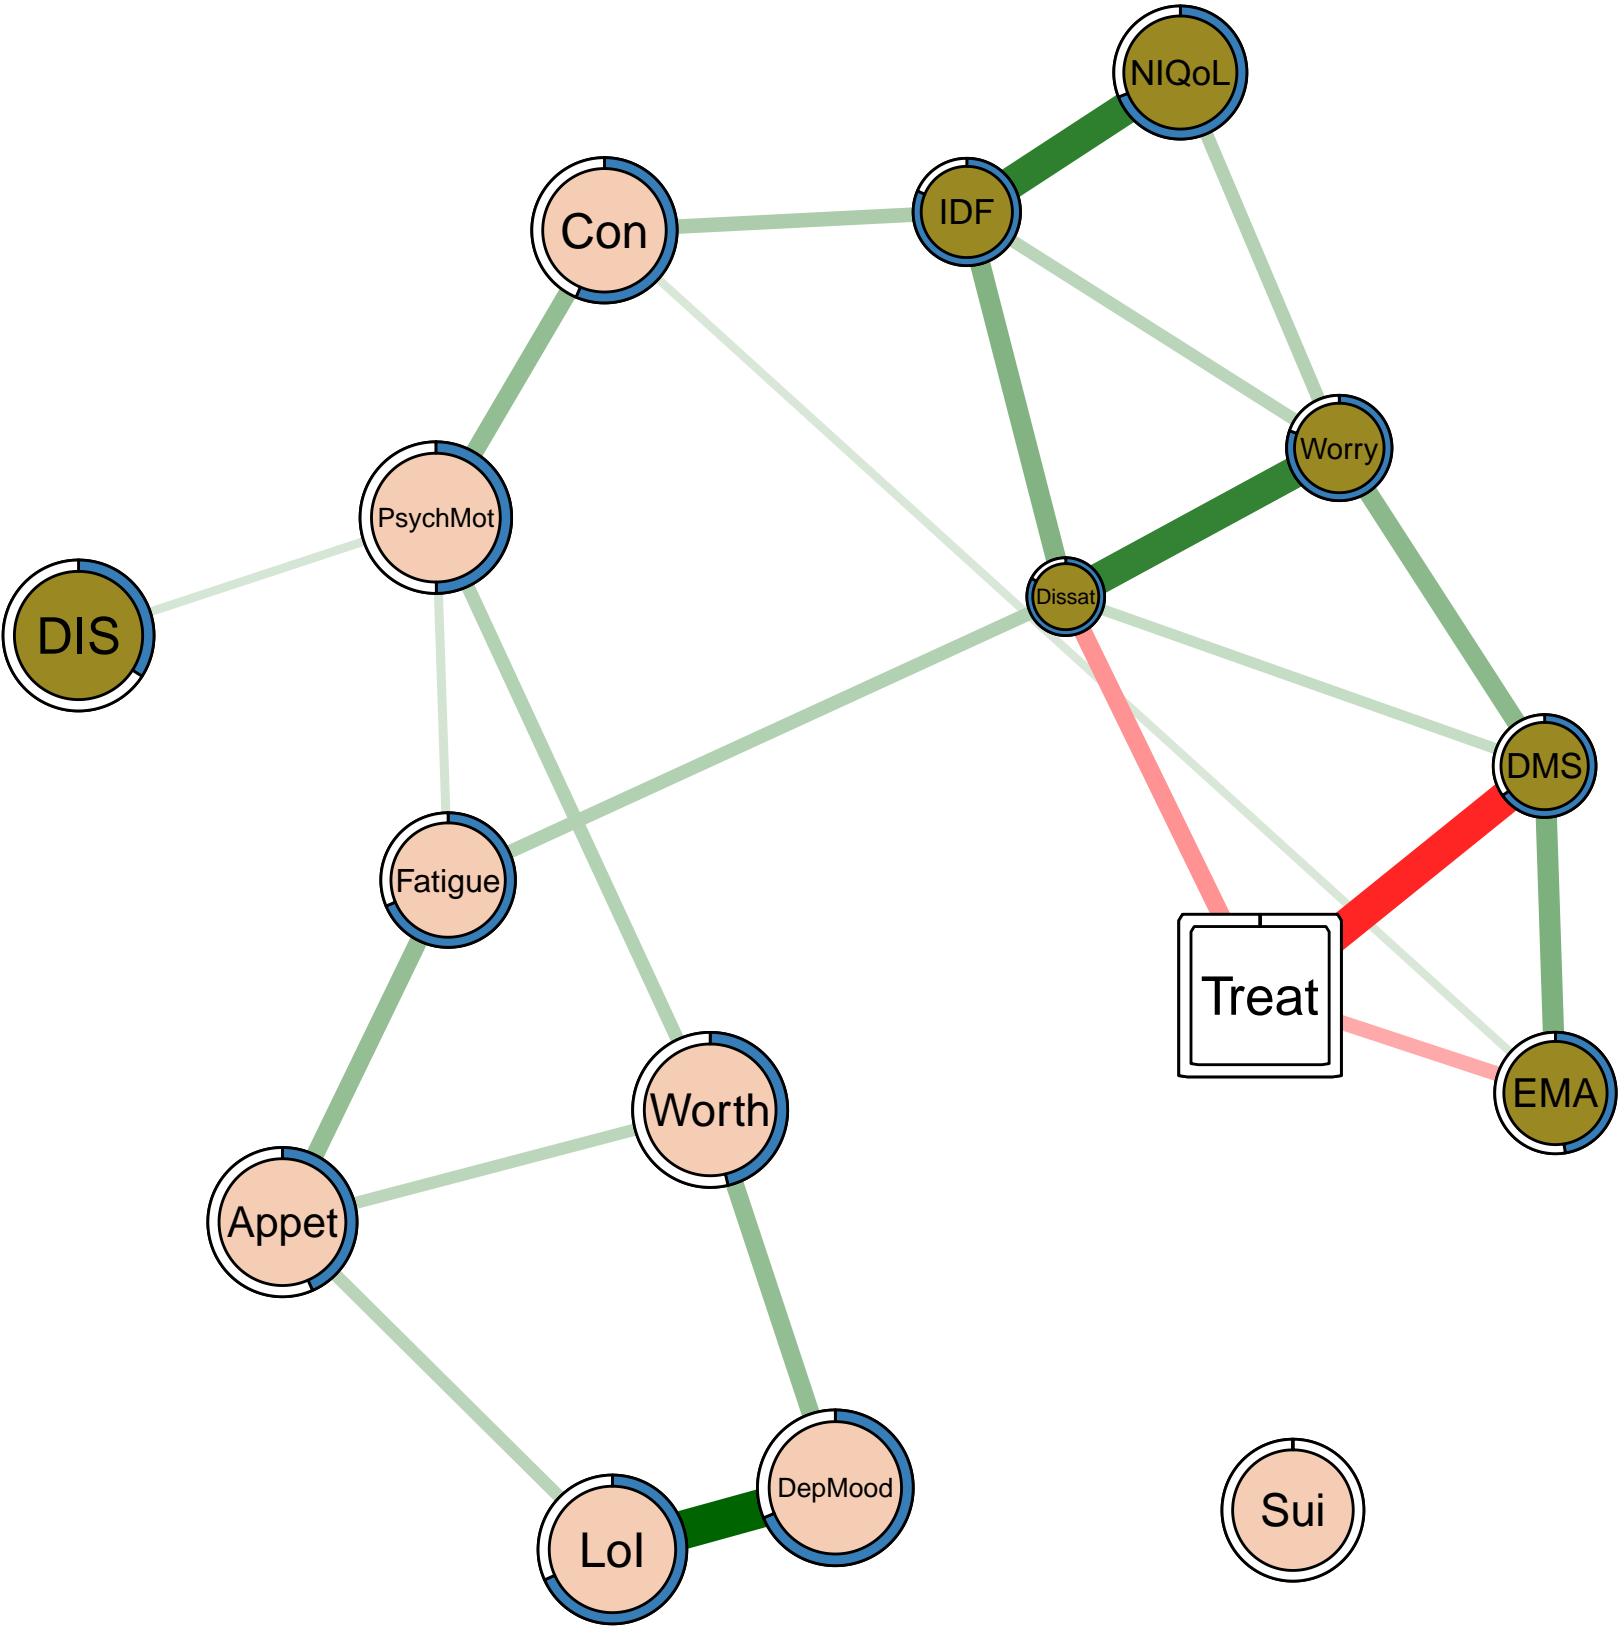 NIQoL
IDF
Con
Worry
PsychMot
Dissat
DIS
DMS
Fatigue
Treat
EMA
Worth
Appet
DepMood
Sui
LoI